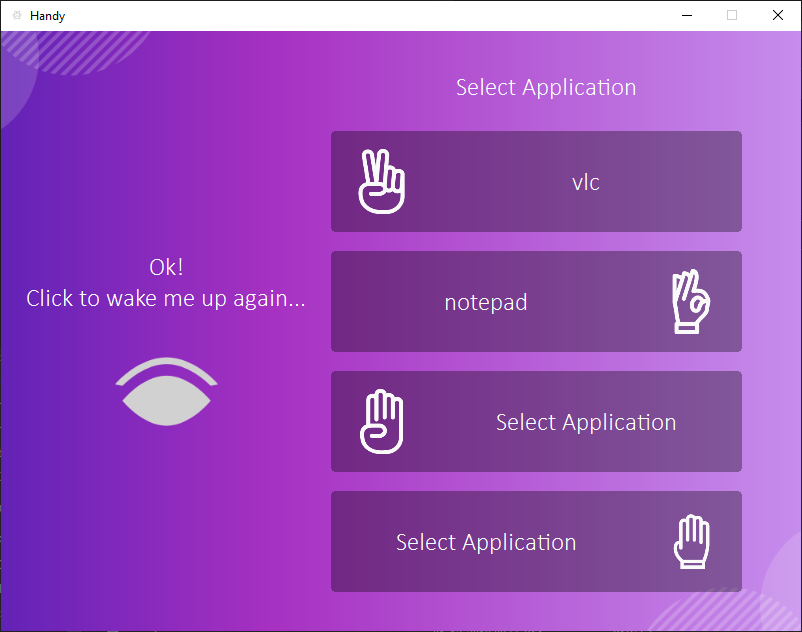 Handy
Select Application
vlc
Ok!
Click to wake me up again...
notepad
Select Application
Select Application